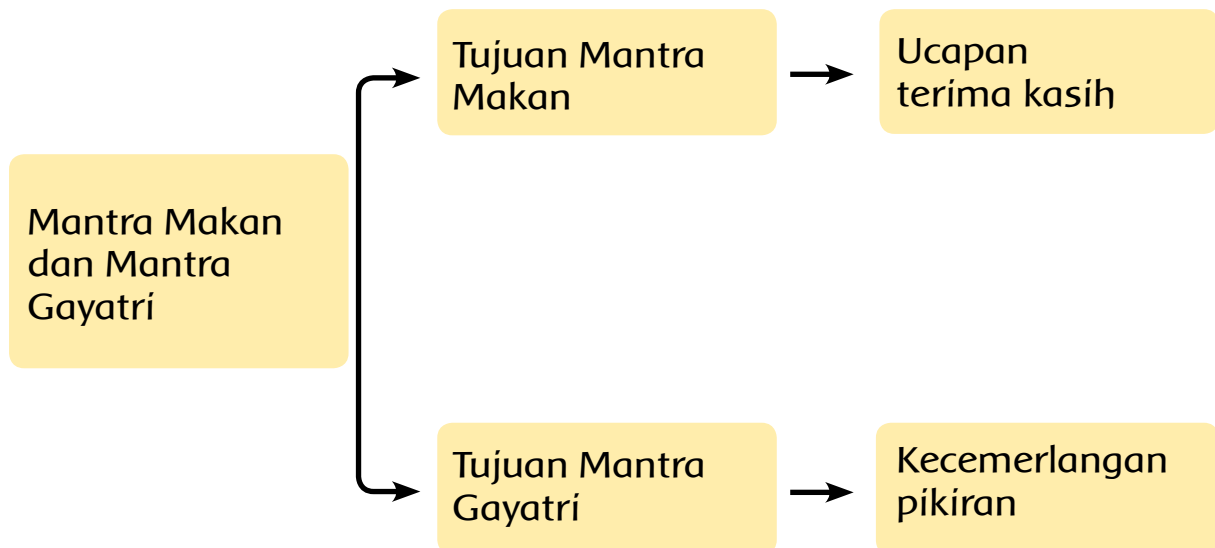 Mantra Makan
dan Mantra
Gayatri
Tujuan Mantra
Makan
Ucapan
terima kasih
Tujuan Mantra
Gayatri
Kecemerlangan
pikiran